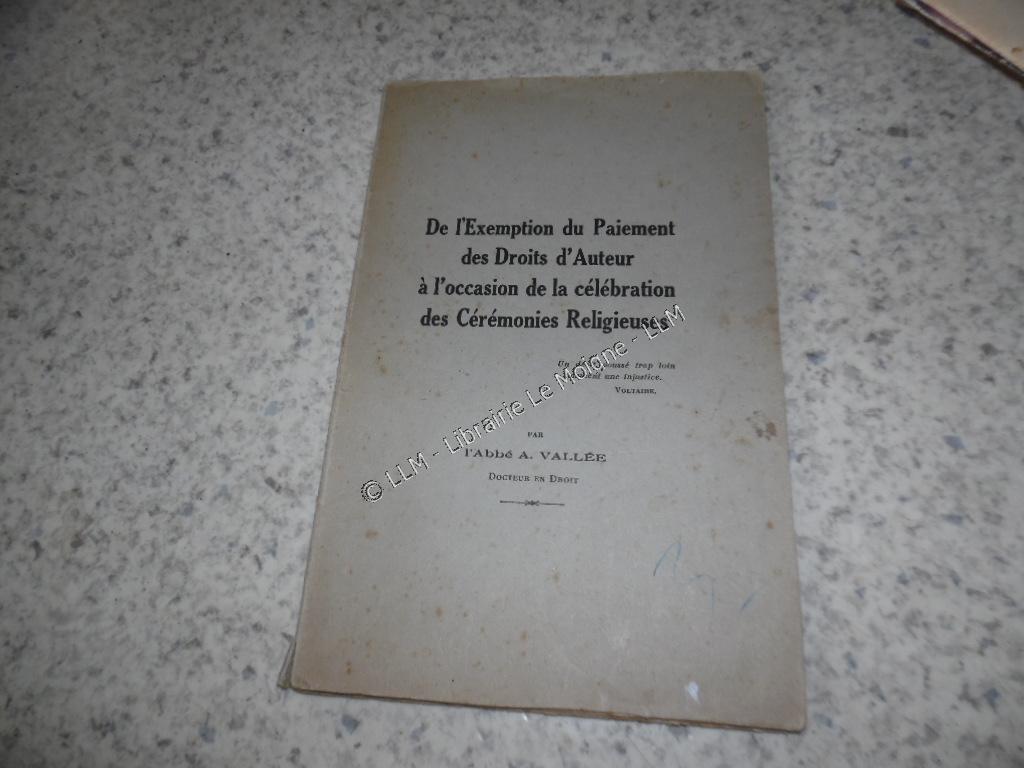 De l'Exemption du Paiement
des Droits d'Auteur
à l'occasion de la célébration
des Cérémonies Religieuses
Un trop loin
une injustice.
VOLTAIRE.
PAR
l'Abbé A. VALLÉE
DOCTEUR EN DROIT
© LLM - Librairie Le Moigne - LLM